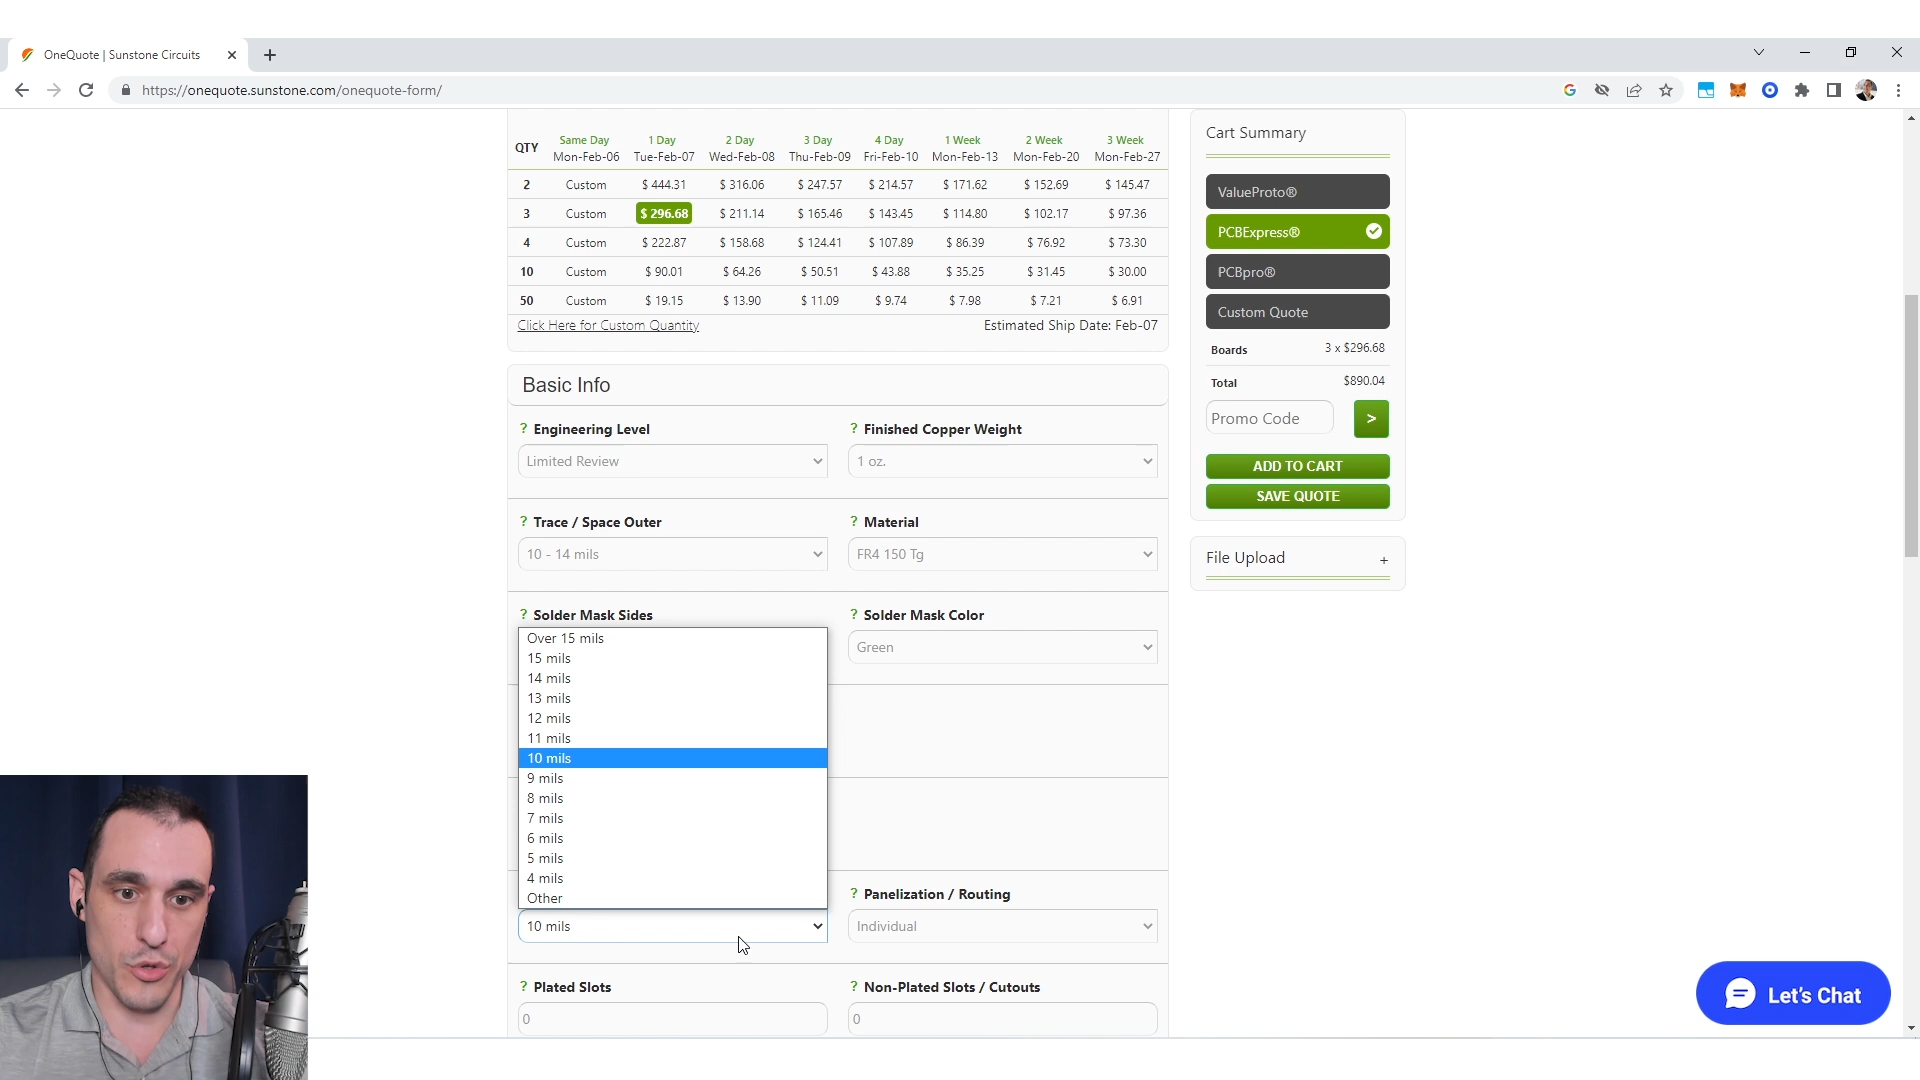 OneQuote | Sunstone Circuits
https://onequote.sunstone.com/onequote-form/
QTY
Same Day 1 Day 2 Day 3 Day 4 Day 1 Week 2 Week 3 Week
Mon-Feb-06 Tue-Feb-07 Wed-Feb-08 Thu-Feb-09 Fri-Feb-10 Mon-Feb-13 Mon-Feb-20 Mon-Feb-27
2 Custom $ 444.31 $ 316.06 $ 247.57 $ 214.57 $ 171.62 $ 152.69 $ 145.47
3 Custom $ 296.68 $ 211.14 $ 165.46 $ 143.45 $ 114.80 $ 102.17 $ 97.36
4 Custom $ 222.87 $ 158.68 $ 124.41 $ 107.89 $ 86.39 $ 76.92 $ 73.30
10 Custom $ 90.01 $ 64.26 $ 50.51 $ 43.88 $ 35.25 $ 31.45 $ 30.00
50 Custom $ 19.15 $ 13.90 $ 11.09 $ 9.74 $ 7.98 $ 7.21 $ 6.91
Click Here for Custom Quantity
Estimated Ship Date: Feb-07
Basic Info
? Engineering Level
Limited Review
? Finished Copper Weight
1 oz.
? Trace / Space Outer
10 - 14 mils
? Material
FR4 150 Tg
? Solder Mask Sides
? Solder Mask Color
Green
Over 15 mils
15 mils
14 mils
13 mils
12 mils
11 mils
10 mils
9 mils
8 mils
7 mils
6 mils
5 mils
4 mils
Other
10 mils
? Panelization / Routing
Individual
? Plated Slots
0
? Non-Plated Slots / Cutouts
0
Cart Summary
ValueProto®
PCBExpress®
PCBpro®
Custom Quote
Boards 3 x $296.68
Total $890.04
Promo Code
>
ADD TO CART
SAVE QUOTE
File Upload +
Let's Chat